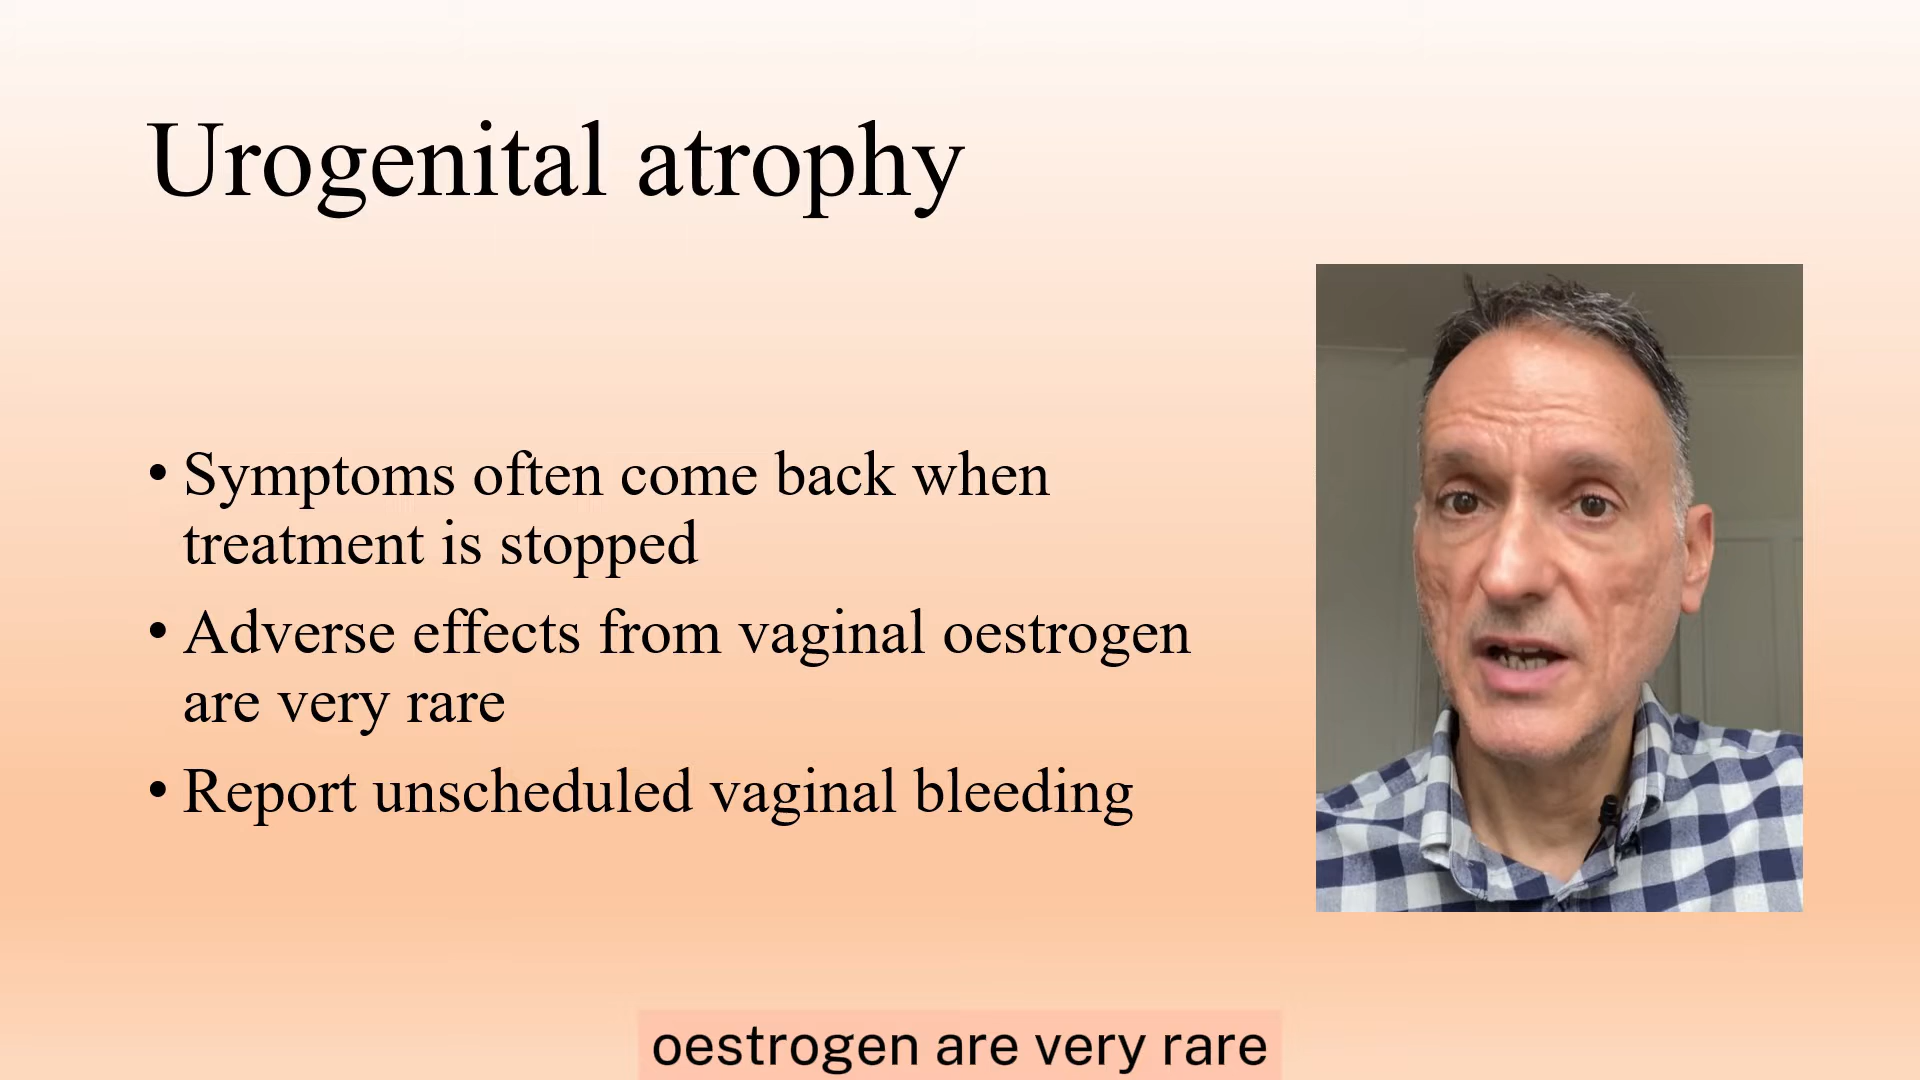 Urogenital atrophy
• Symptoms often come back when
treatment is stopped
• Adverse effects from vaginal oestrogen
are very rare
• Report unscheduled vaginal bleeding
oestrogen are very rare